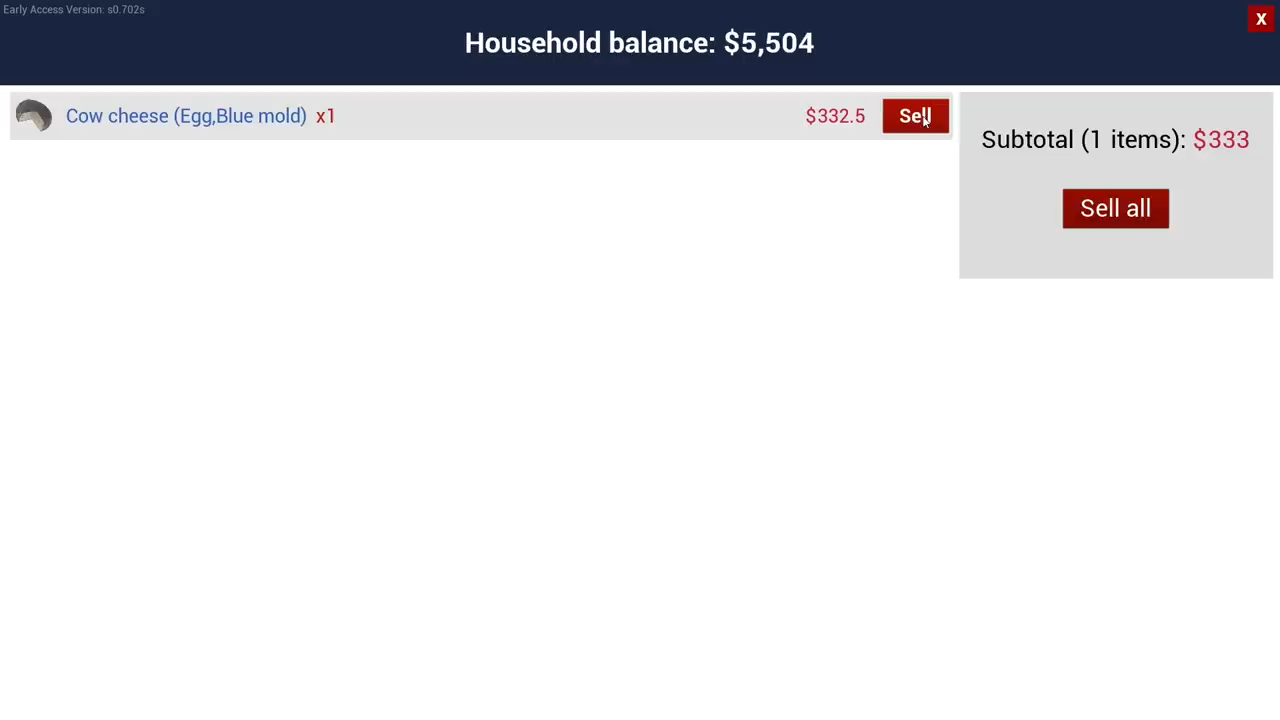 Early Access Version: s0.702s
X
Household balance: $5,504
Cow cheese (Egg,Blue mold) x1 $332.5 Sell
Subtotal (1 items): $333
Sell all